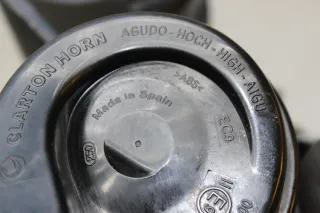 CLARTON HORN
AGUDO-HOCH-HIGH-AIGU
>ABS<
Made in Spain